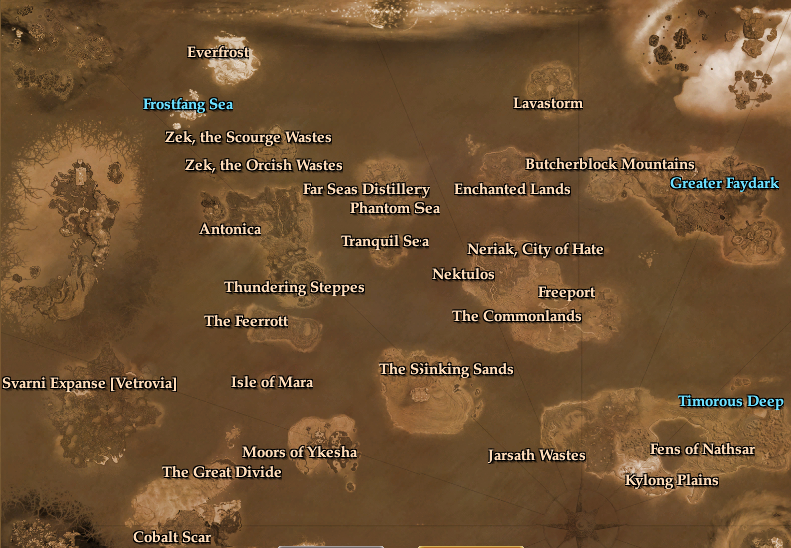 Everfrost
Lavastorm
Frostfang Sea
Zek, the Scourge Wastes
Zek, the Orcish Wastes
Butcherblock Mountains
Greater Faydark
Far Seas Distillery
Enchanted Lands
Phantom Sea
Antonica
Tranquil Sea
Neriak, City of Hate
Nektulos
Thundering Steppes
Freeport
The Commonlands
The Feerrott
The Sinking Sands
Svarni Expanse [Vetrovia]
Isle of Mara
Timorous Deep
Moors of Ykesha
Jarsath Wastes
Fens of Nathsar
The Great Divide
Kylong Plains
Cobalt Scar